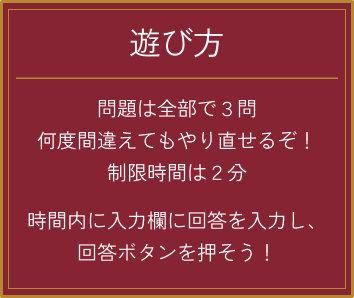 遊び方
問題は全部で３問
何度間違えてもやり直せるぞ！
制限時間は２分
時間内に入力欄に回答を入力し、
回答ボタンを押そう！